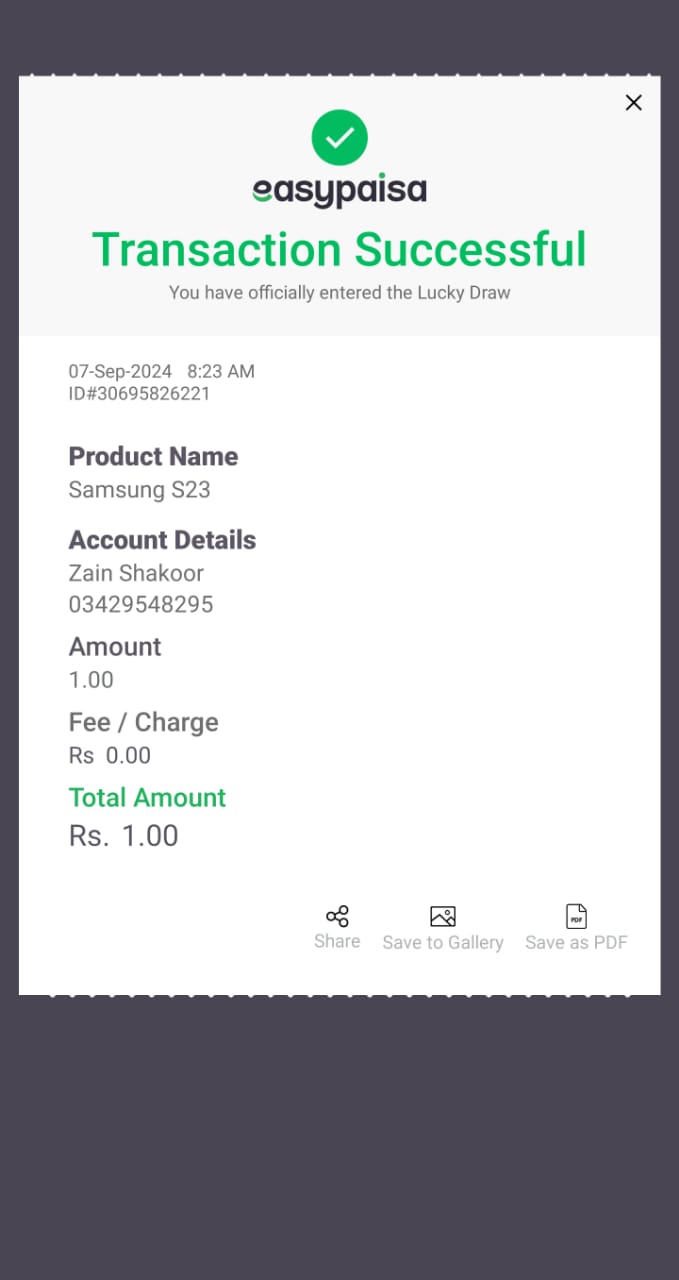 easypaisa
Transaction Successful
You have officially entered the Lucky Draw
07-Sep-2024 8:23 AM
ID#30695826221
Product Name
Samsung S23
Account Details
Zain Shakoor
03429548295
Amount
1.00
Fee / Charge
Rs 0.00
Total Amount
Rs. 1.00
PDF
Share Save to Gallery Save as PDF